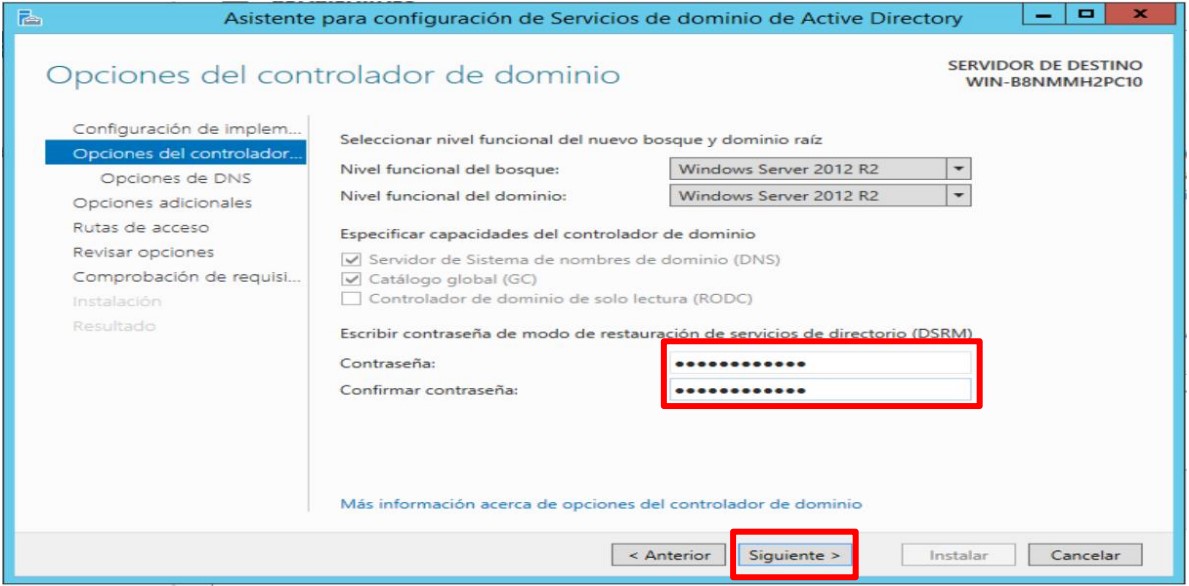 Asistente para configuración de Servicios de dominio de Active Directory
Opciones del controlador de dominio
SERVIDOR DE DESTINO
WIN-B8NMMH2PC10
Configuración de implem...
Opciones del controlador...
Opciones de DNS
Opciones adicionales
Rutas de acceso
Revisar opciones
Comprobación de requisi...
Instalación
Resultado
Seleccionar nivel funcional del nuevo bosque y dominio raíz
Nivel funcional del bosque: Windows Server 2012 R2
Nivel funcional del dominio: Windows Server 2012 R2
Especificar capacidades del controlador de dominio
Servidor de Sistema de nombres de dominio (DNS)
Catálogo global (GC)
Controlador de dominio de solo lectura (RODC)
Escribir contraseña de modo de restauración de servicios de directorio (DSRM)
Contraseña: ••••••••••••
Confirmar contraseña: ••••••••••••
Más información acerca de opciones del controlador de dominio
< Anterior Siguiente > Instalar Cancelar